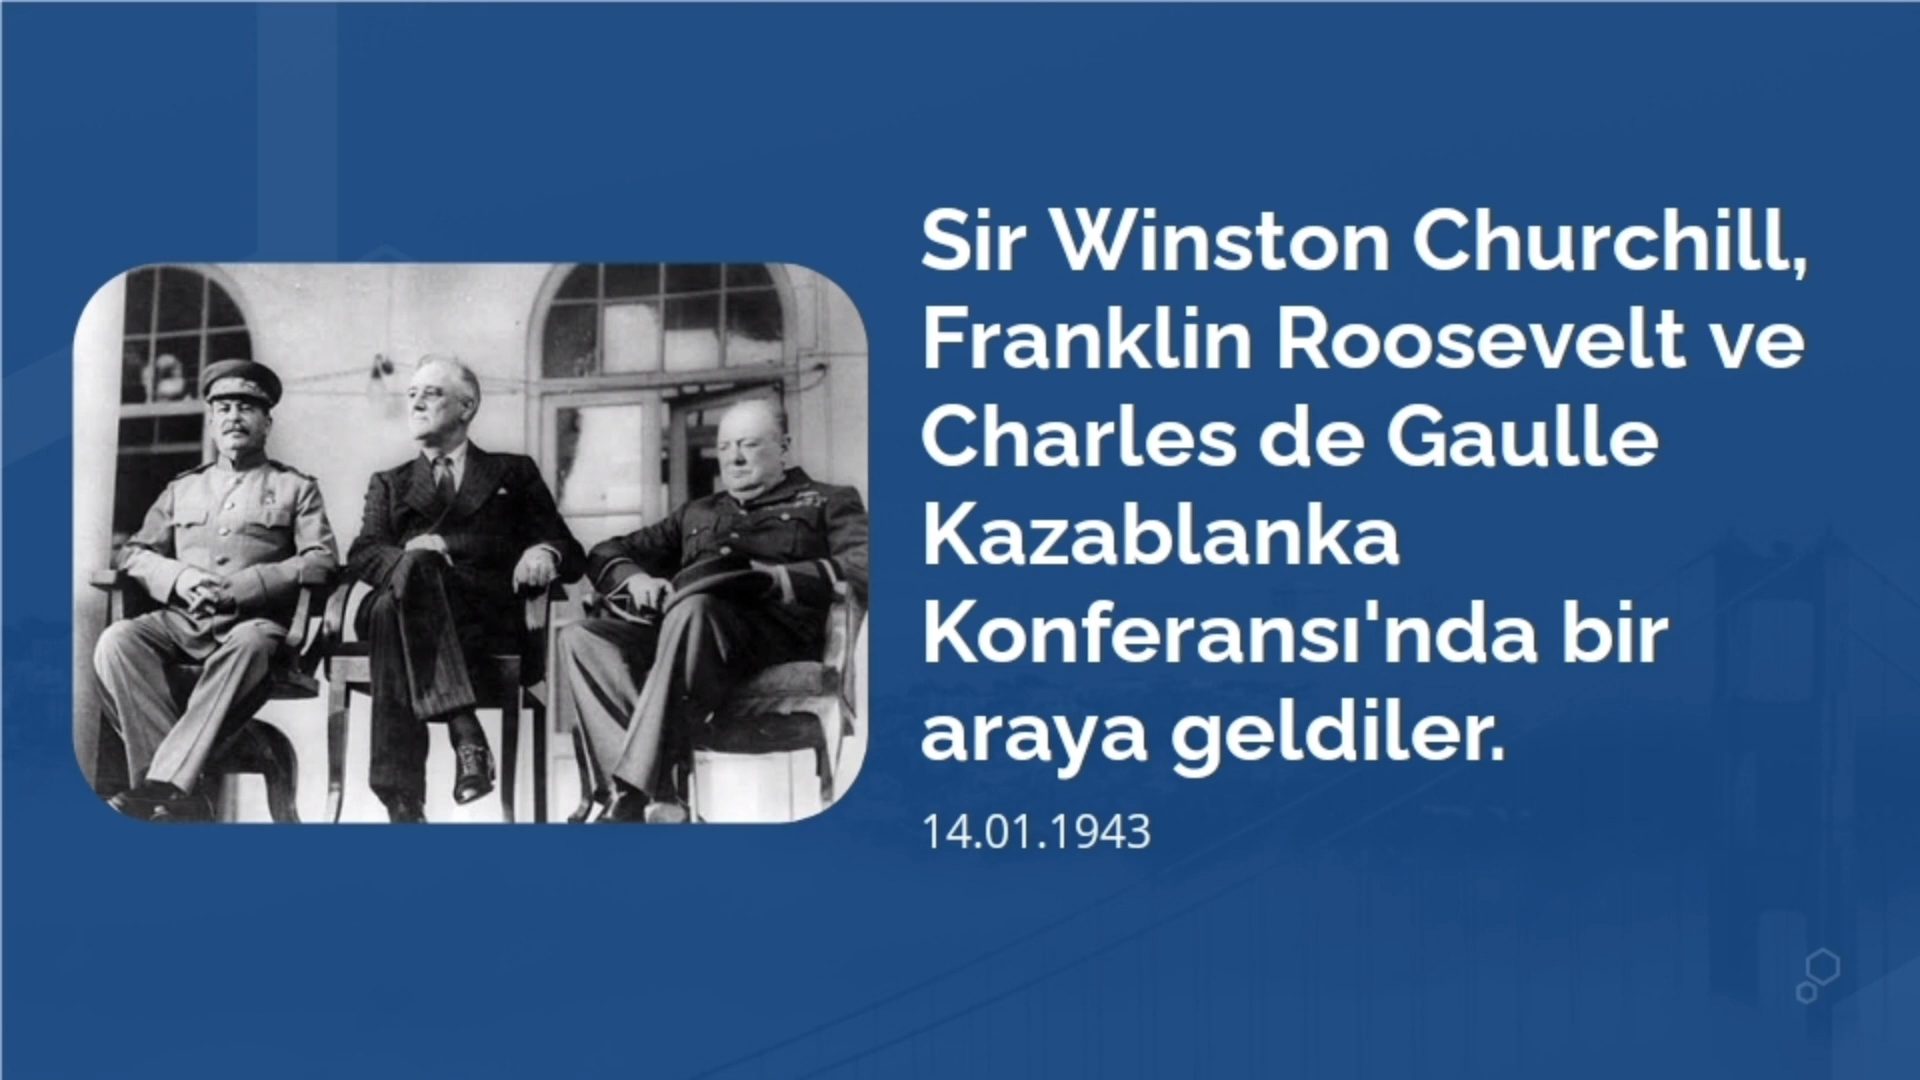 Sir Winston Churchill,
Franklin Roosevelt ve
Charles de Gaulle
Kazablanka
Konferansı'nda bir
araya geldiler.
14.01.1943